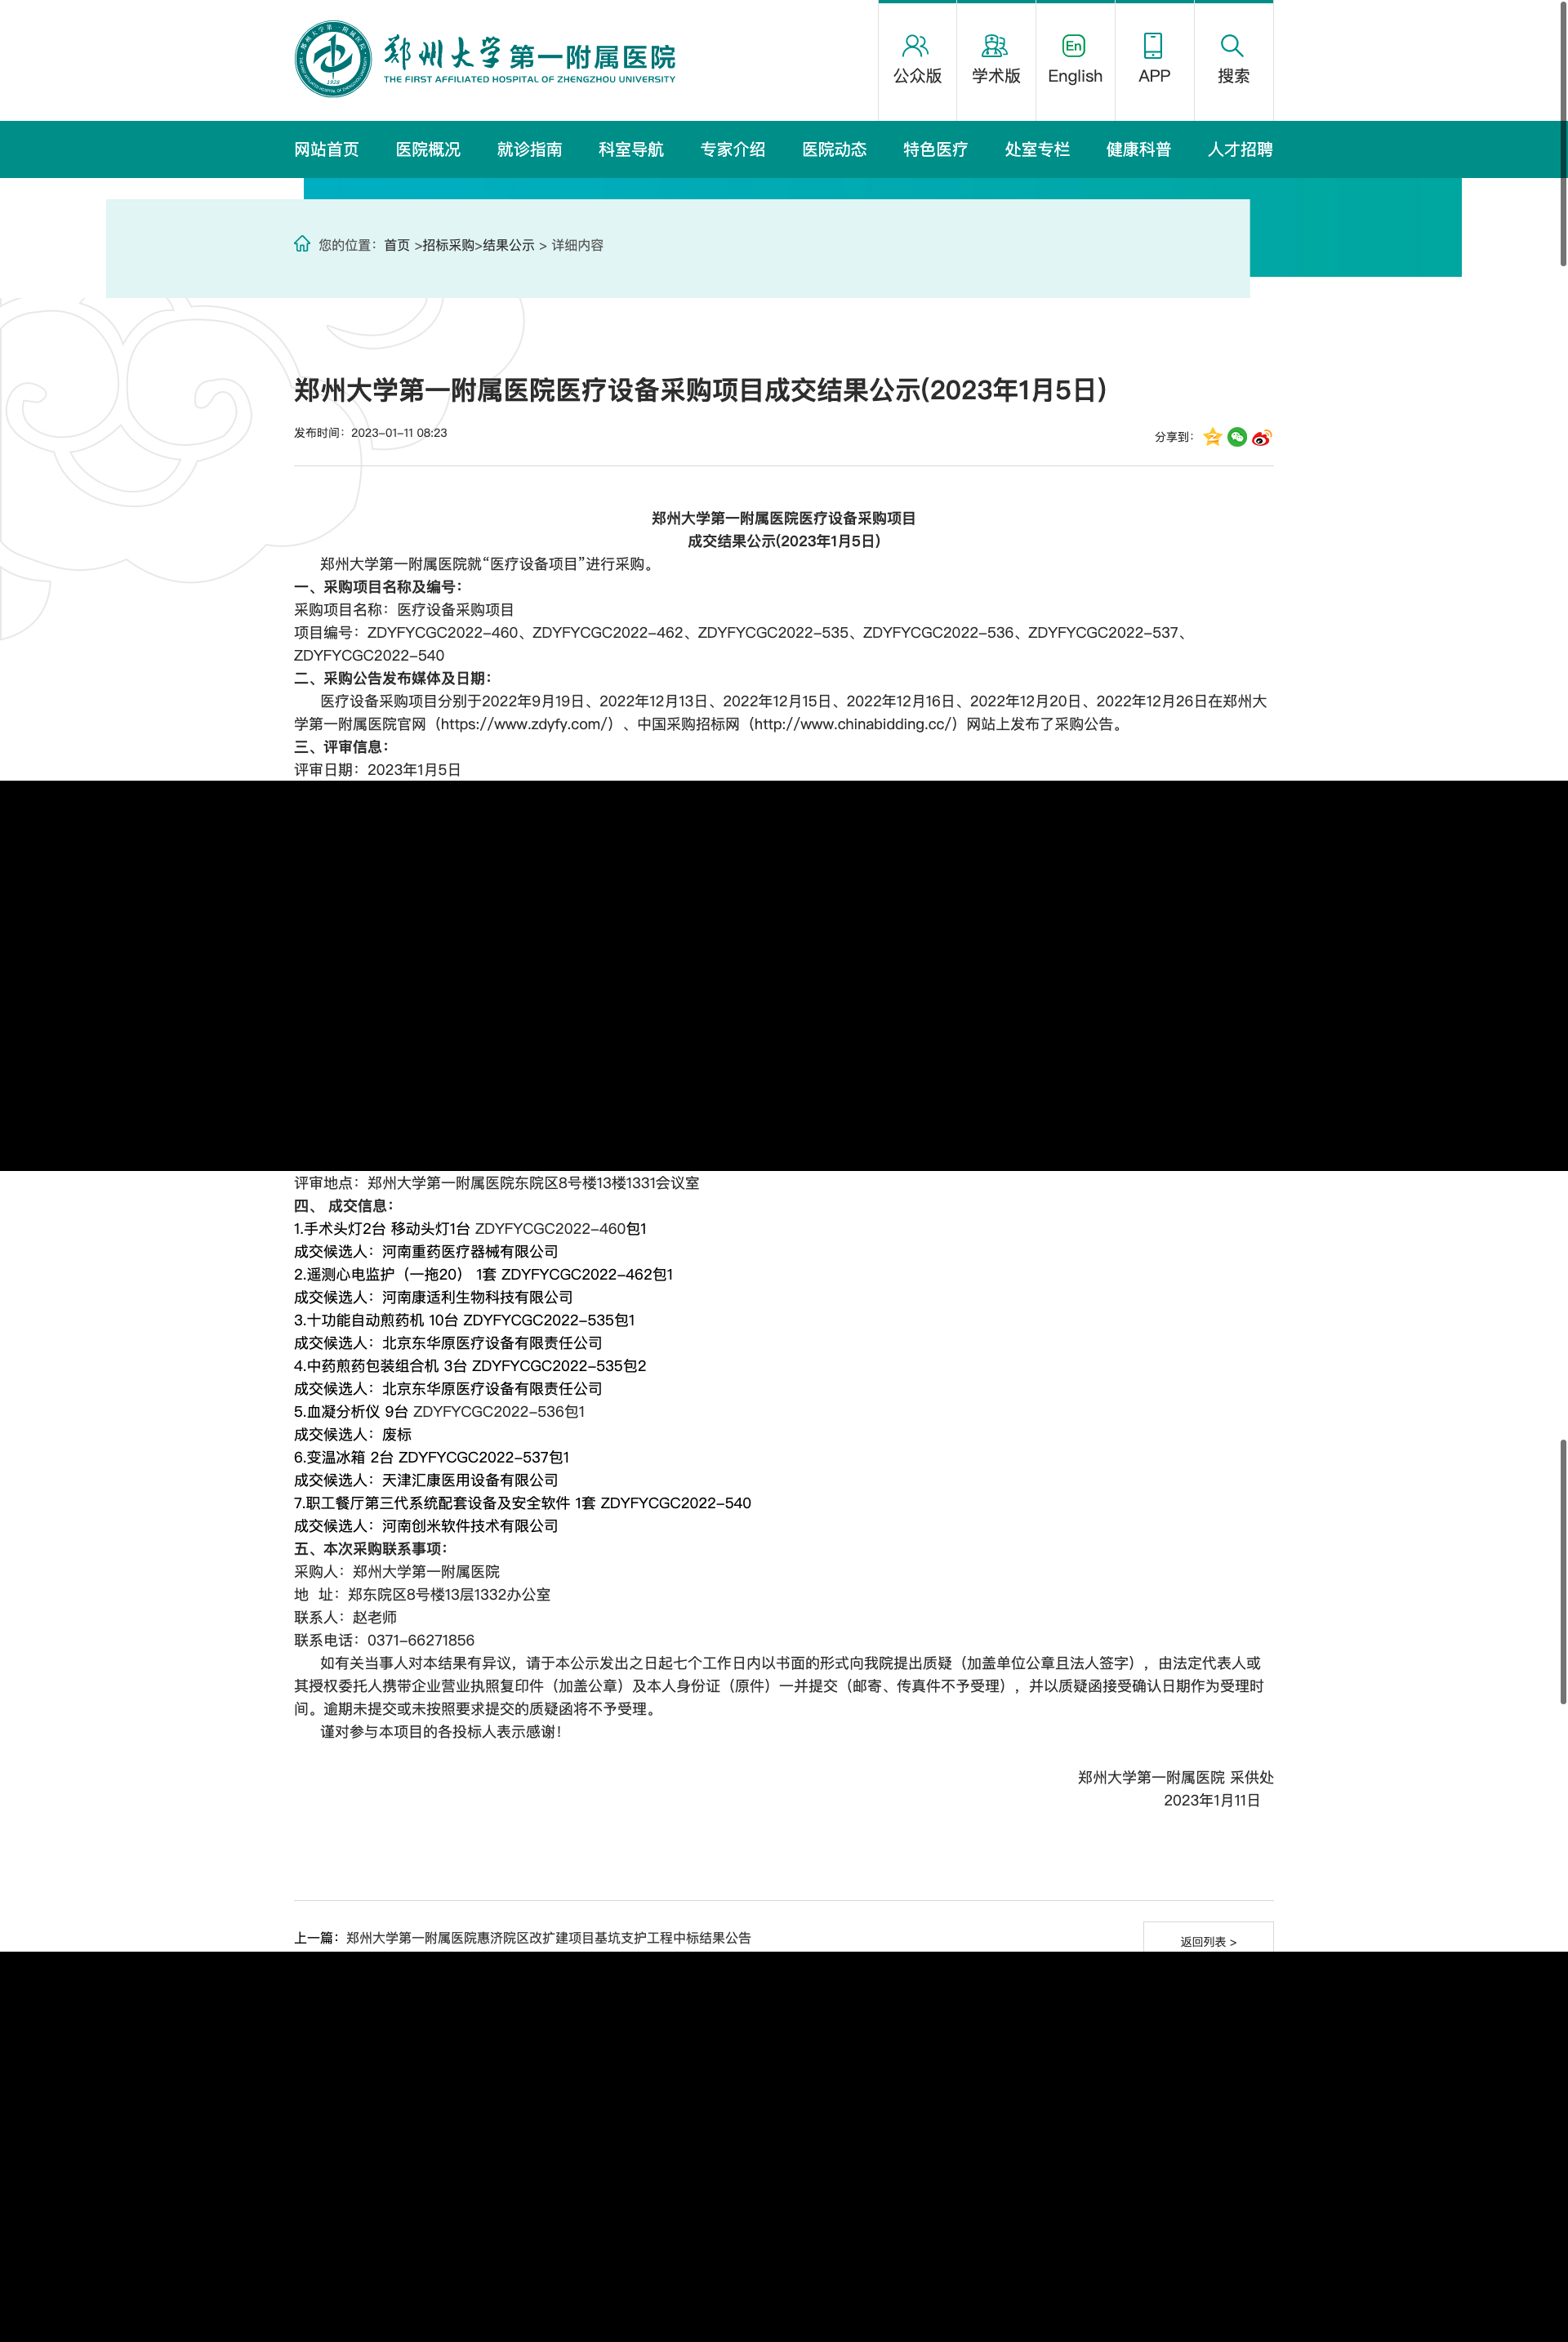 郑州大学第一附属医院
THE FIRST AFFILIATED HOSPITAL OF ZHENGZHOU UNIVERSITY
公众版
学术版
En
English
APP
搜索
网站首页 医院概况 就诊指南 科室导航 专家介绍 医院动态 特色医疗 处室专栏 健康科普 人才招聘
您的位置：首页 >招标采购>结果公示 > 详细内容
郑州大学第一附属医院医疗设备采购项目成交结果公示(2023年1月5日)
发布时间：2023-01-11 08:23
分享到：
郑州大学第一附属医院医疗设备采购项目
成交结果公示(2023年1月5日)
郑州大学第一附属医院就“医疗设备项目”进行采购。
一、采购项目名称及编号：
采购项目名称：医疗设备采购项目
项目编号：ZDYFYCGC2022-460、ZDYFYCGC2022-462、ZDYFYCGC2022-535、ZDYFYCGC2022-536、ZDYFYCGC2022-537、
ZDYFYCGC2022-540
二、采购公告发布媒体及日期：
医疗设备采购项目分别于2022年9月19日、2022年12月13日、2022年12月15日、2022年12月16日、2022年12月20日、2022年12月26日在郑州大
学第一附属医院官网（https://www.zdyfy.com/）、中国采购招标网（http://www.chinabidding.cc/）网站上发布了采购公告。
三、评审信息：
评审日期：2023年1月5日
评审地点：郑州大学第一附属医院东院区8号楼13楼1331会议室
四、 成交信息：
1.手术头灯2台 移动头灯1台 ZDYFYCGC2022-460包1
成交候选人：河南重药医疗器械有限公司
2.遥测心电监护（一拖20） 1套 ZDYFYCGC2022-462包1
成交候选人：河南康适利生物科技有限公司
3.十功能自动煎药机 10台 ZDYFYCGC2022-535包1
成交候选人：北京东华原医疗设备有限责任公司
4.中药煎药包装组合机 3台 ZDYFYCGC2022-535包2
成交候选人：北京东华原医疗设备有限责任公司
5.血凝分析仪 9台 ZDYFYCGC2022-536包1
成交候选人：废标
6.变温冰箱 2台 ZDYFYCGC2022-537包1
成交候选人：天津汇康医用设备有限公司
7.职工餐厅第三代系统配套设备及安全软件 1套 ZDYFYCGC2022-540
成交候选人：河南创米软件技术有限公司
五、本次采购联系事项：
采购人：郑州大学第一附属医院
地 址：郑东院区8号楼13层1332办公室
联系人：赵老师
联系电话：0371-66271856
如有关当事人对本结果有异议，请于本公示发出之日起七个工作日内以书面的形式向我院提出质疑（加盖单位公章且法人签字），由法定代表人或
其授权委托人携带企业营业执照复印件（加盖公章）及本人身份证（原件）一并提交（邮寄、传真件不予受理），并以质疑函接受确认日期作为受理时
间。逾期未提交或未按照要求提交的质疑函将不予受理。
谨对参与本项目的各投标人表示感谢！
郑州大学第一附属医院 采供处
2023年1月11日
上一篇：郑州大学第一附属医院惠济院区改扩建项目基坑支护工程中标结果公告
返回列表 >